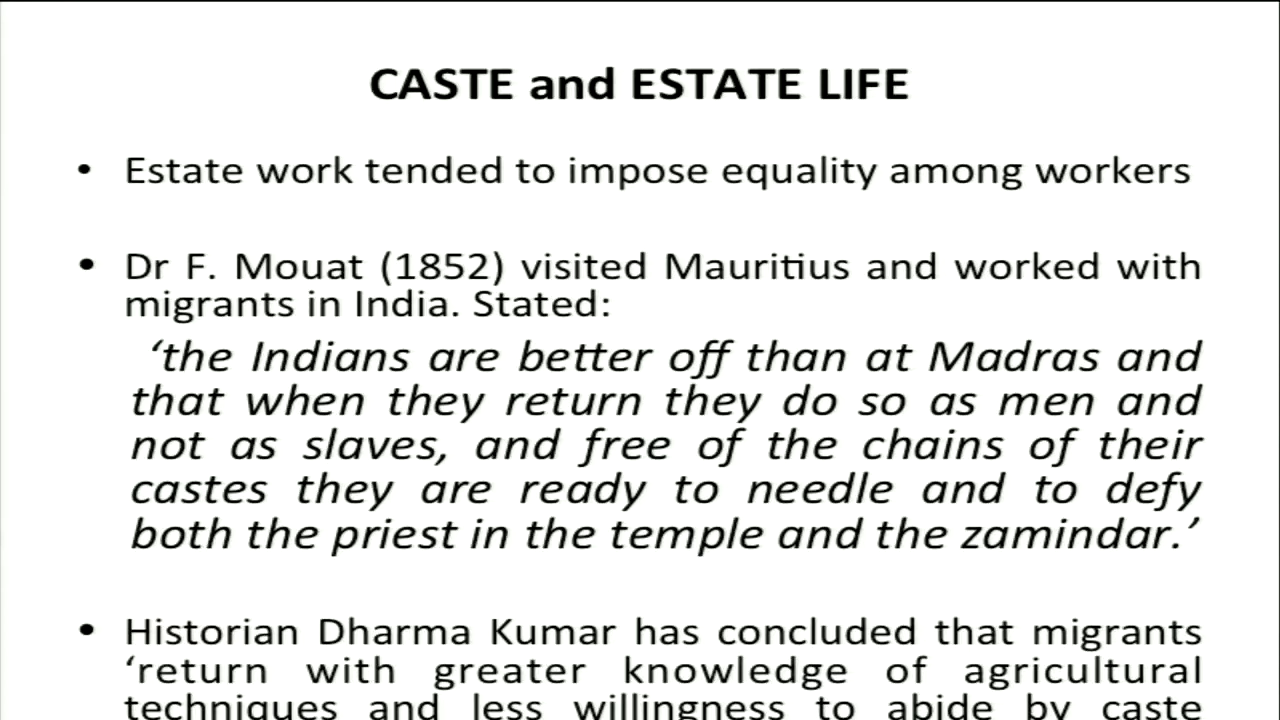 CASTE and ESTATE LIFE
• Estate work tended to impose equality among workers
• Dr F. Mouat (1852) visited Mauritius and worked with
migrants in India. Stated:
‘the Indians are better off than at Madras and
that when they return they do so as men and
not as slaves, and free of the chains of their
castes they are ready to needle and to defy
both the priest in the temple and the zamindar.’
• Historian Dharma Kumar has concluded that migrants
‘return with greater knowledge of agricultural
techniques and less willingness to abide by caste